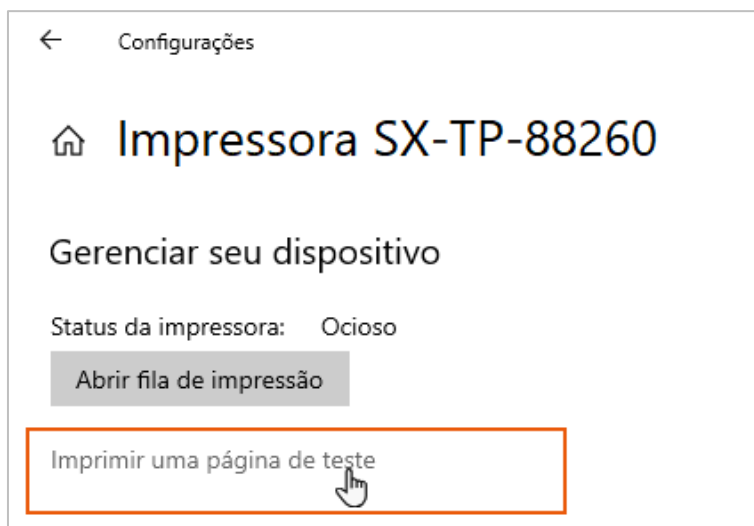 Configurações
Impressora SX-TP-88260
Gerenciar seu dispositivo
Status da impressora: Ocioso
Abrir fila de impressão
Imprimir uma página de teste